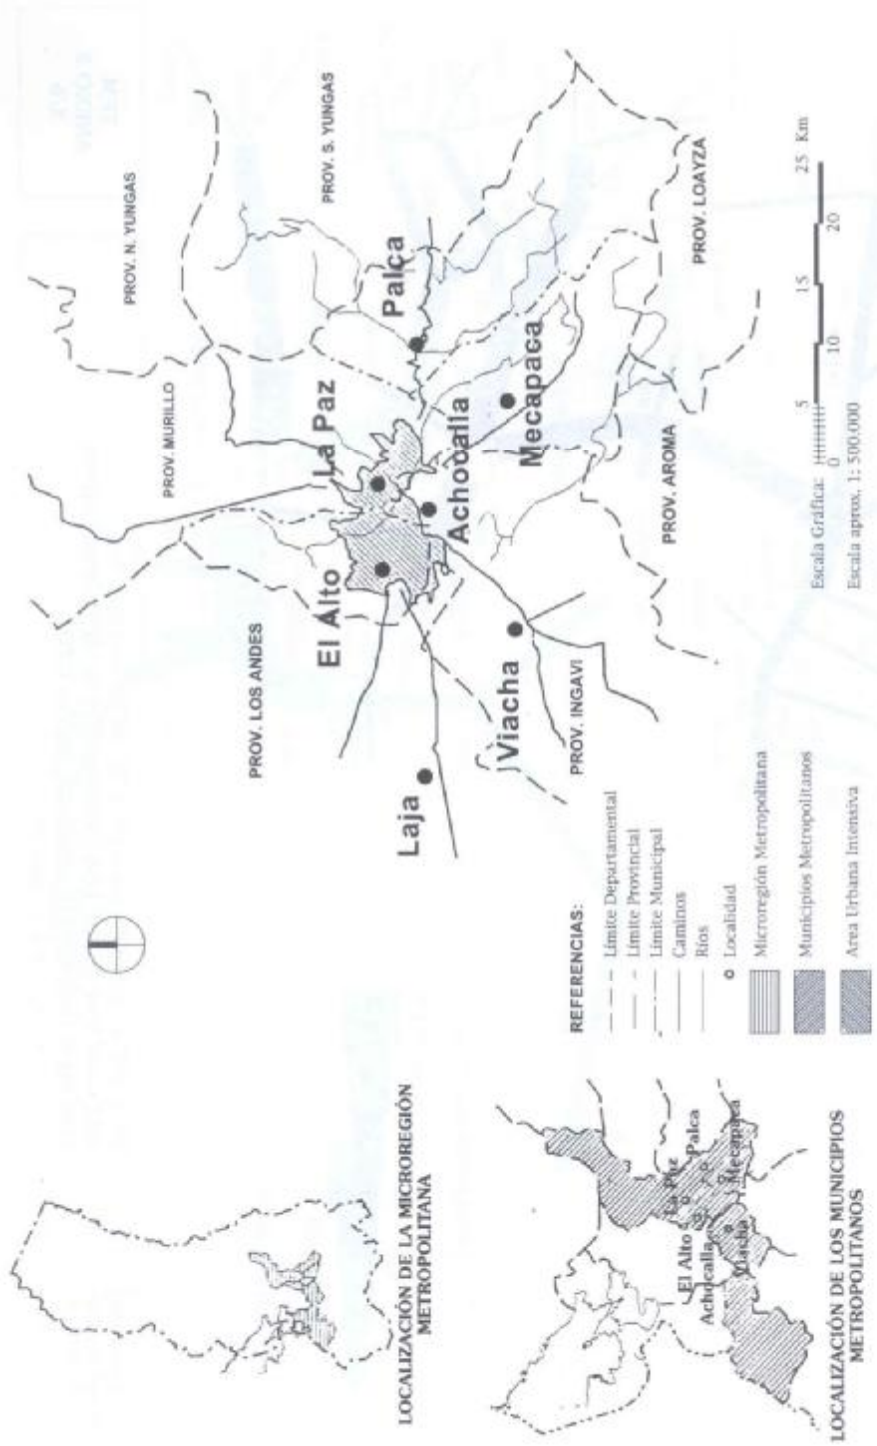 LOCALIZACIÓN DE LA MICROREGIÓN
METROPOLITANA
LOCALIZACIÓN DE LOS MUNICIPIOS
METROPOLITANOS
El Alto
La Paz
Palca
Achocalla
Mecapaca
Viacha
REFERENCIAS:
Límite Departamental
Límite Provincial
Límite Municipal
Caminos
Ríos
Localidad
Microregión Metropolitana
Municipios Metropolitanos
Area Urbana Intensiva
PROV. N. YUNGAS
PROV. MURILLO
PROV. S. YUNGAS
PROV. LOS ANDES
La Paz
Palca
El Alto
Laja
Achocalla
Viacha
Mecapaca
PROV. INGAVI
PROV. AROMA
PROV. LOAYZA
Escala Gráfica:
0 5 10 15 20 25 Km
Escala aprox. 1: 500.000